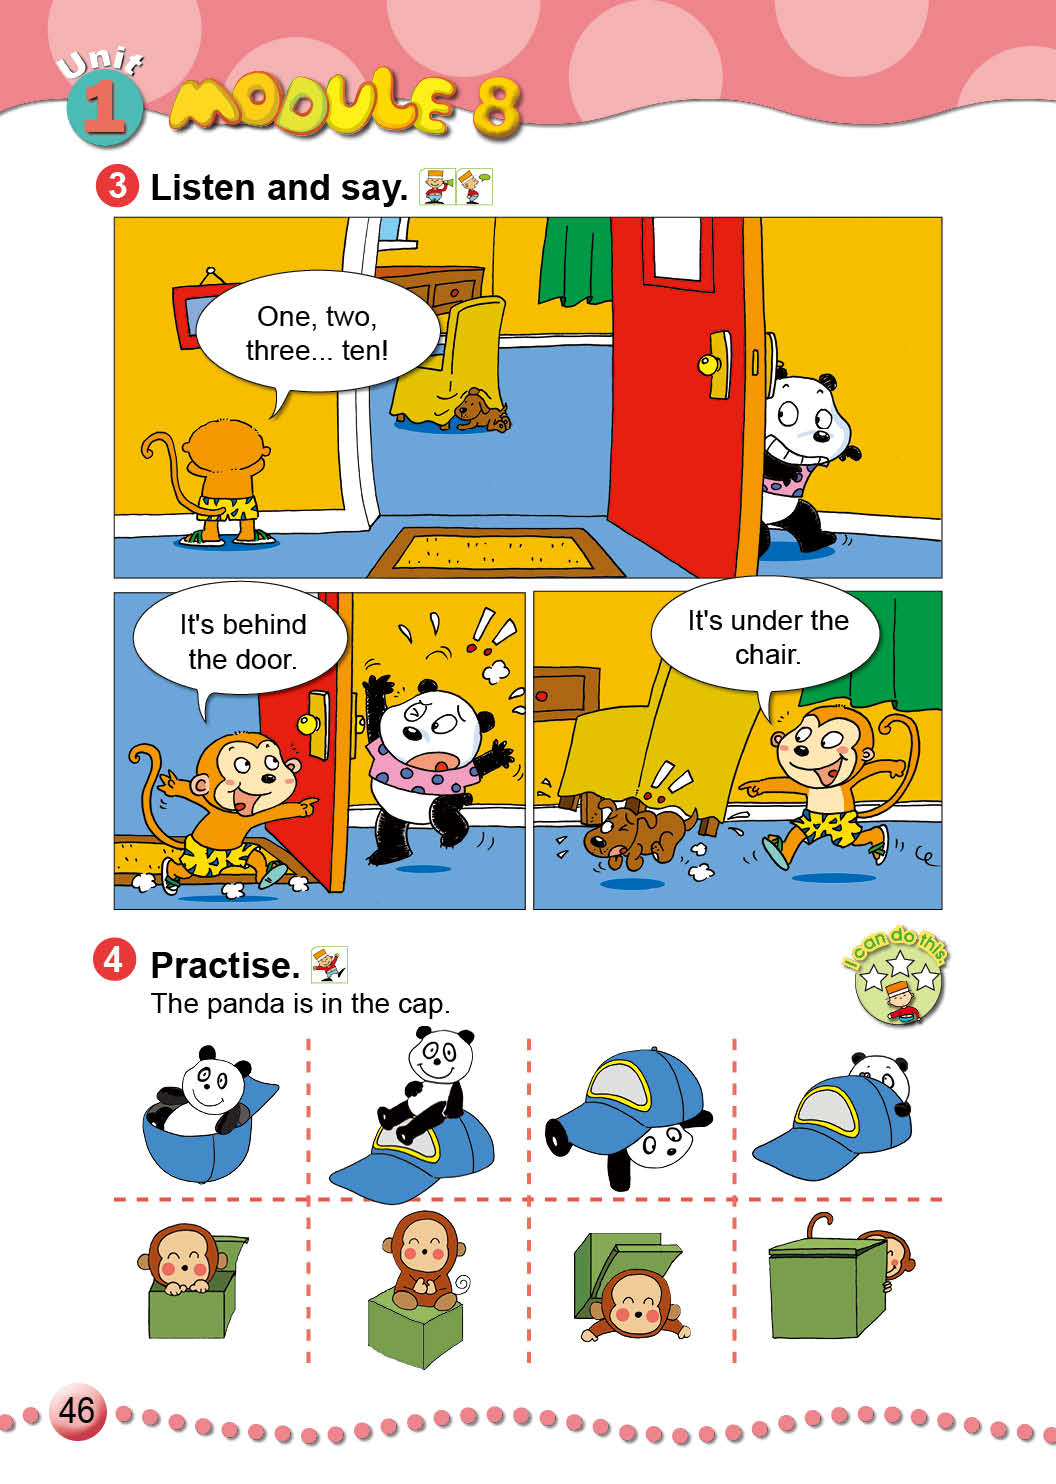 Unit
1 MODULE 8
3 Listen and say.
One, two,
three... ten!
It's behind
the door.
It's under the
chair.
4 Practise.
I can do this.
The panda is in the cap.
46